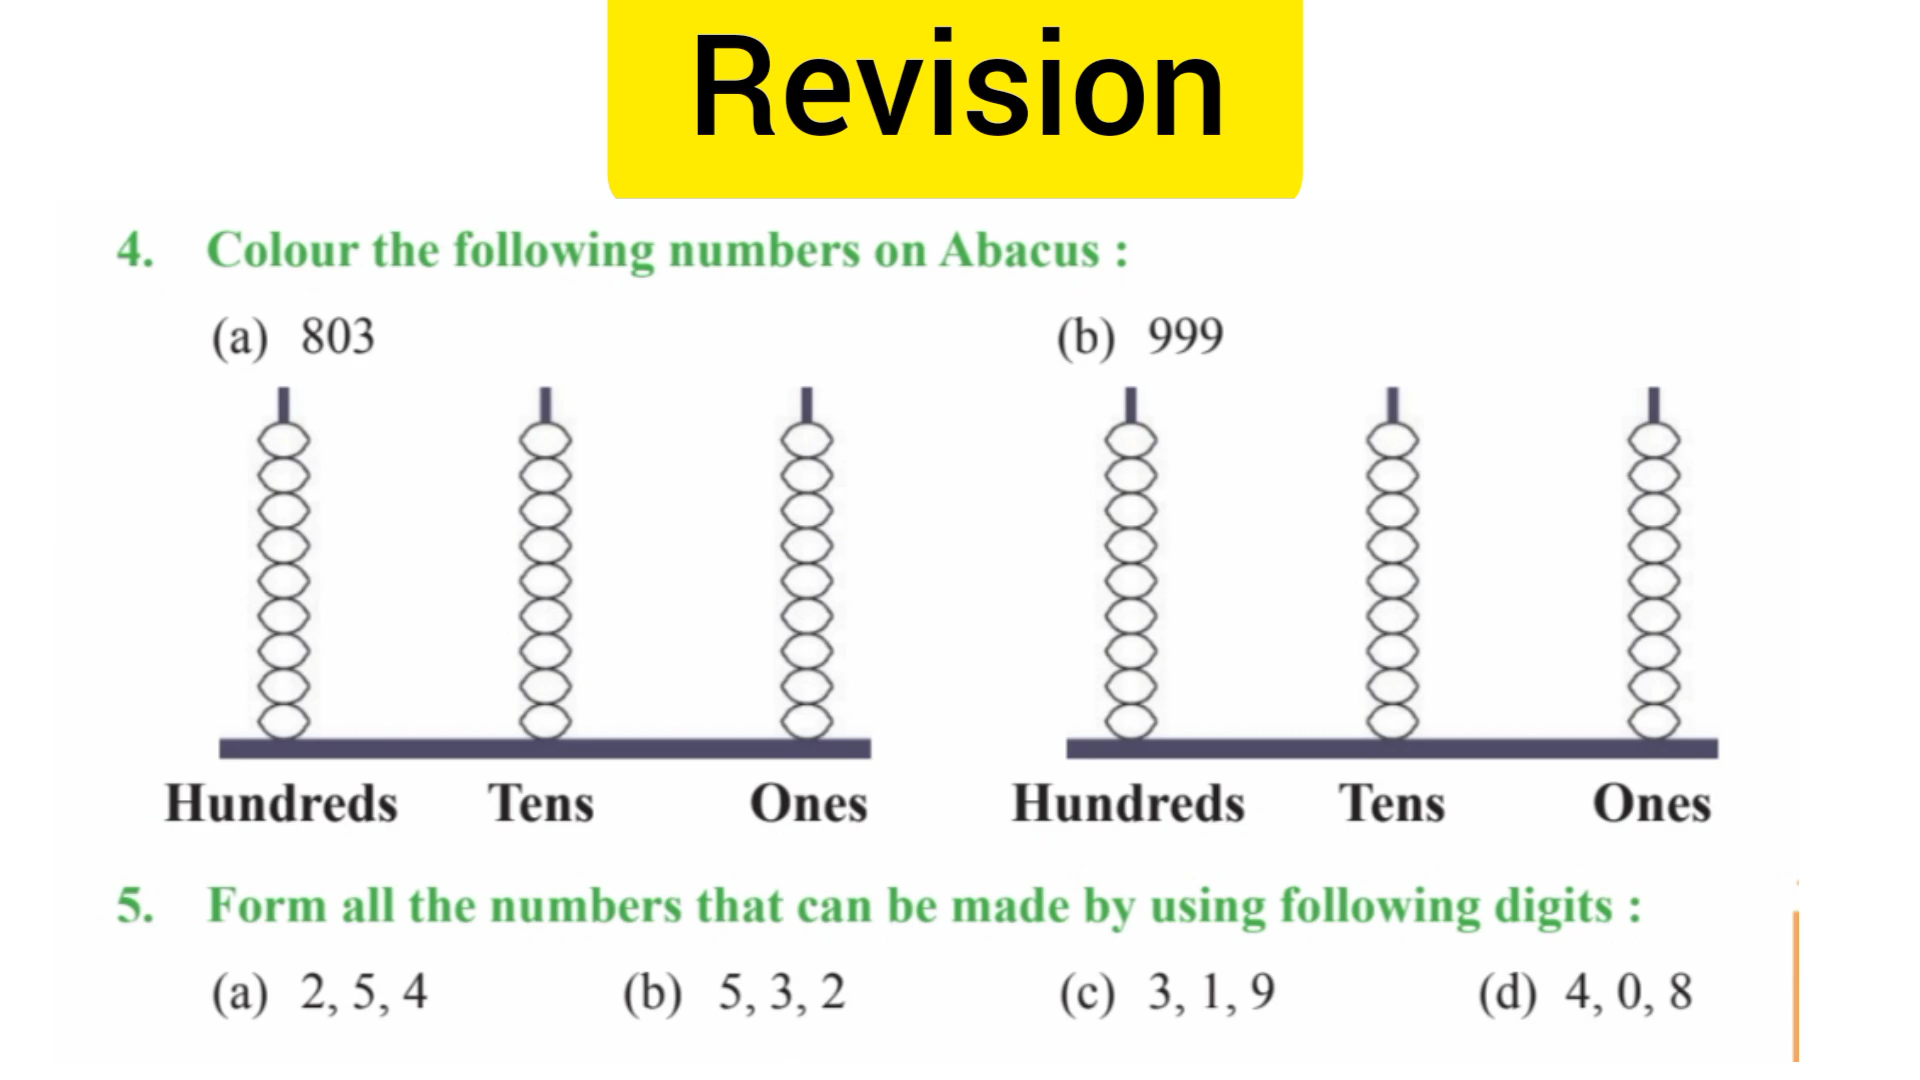 Revision
4. Colour the following numbers on Abacus :
(a) 803 (b) 999
Hundreds Tens Ones Hundreds Tens Ones
5. Form all the numbers that can be made by using following digits :
(a) 2, 5, 4 (b) 5, 3, 2 (c) 3, 1, 9 (d) 4, 0, 8